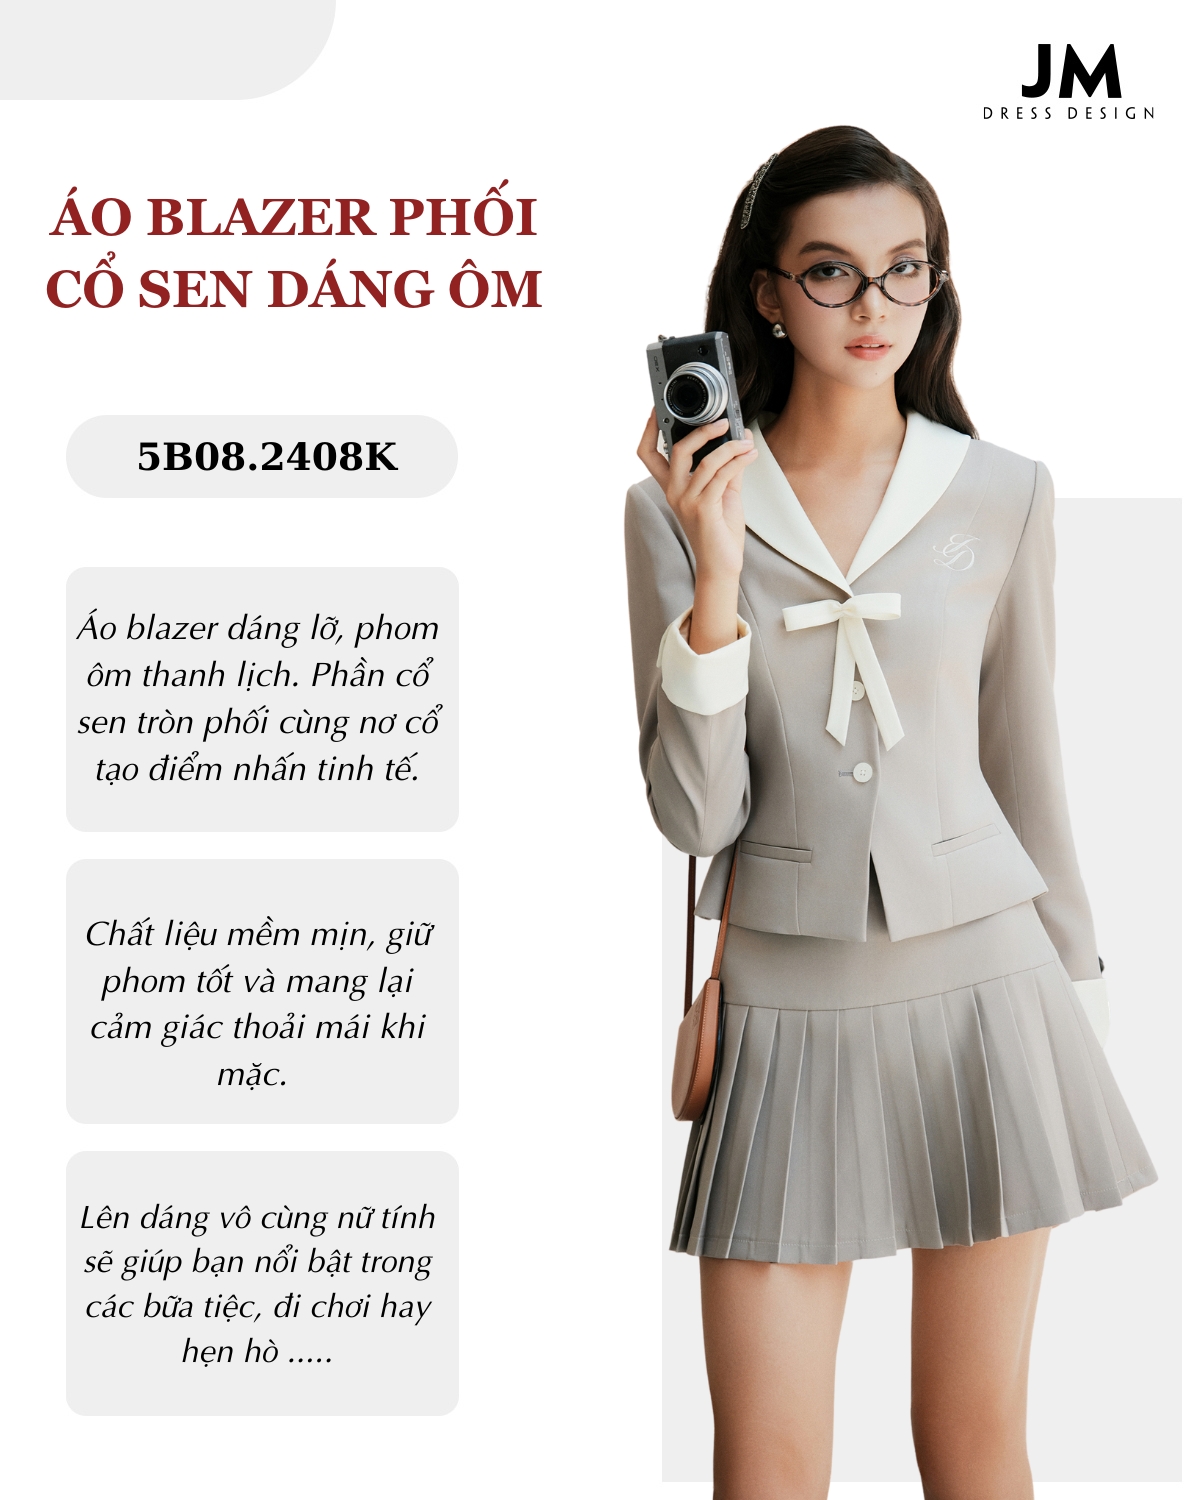 JM
DRESS DESIGN
ÁO BLAZER PHỐI
CỔ SEN DÁNG ÔM
5B08.2408K
Áo blazer dáng lỡ, phom
ôm thanh lịch. Phần cổ
sen tròn phối cùng nơ cổ
tạo điểm nhấn tinh tế.
Chất liệu mềm mịn, giữ
phom tốt và mang lại
cảm giác thoải mái khi
mặc.
Lên dáng vô cùng nữ tính
sẽ giúp bạn nổi bật trong
các bữa tiệc, đi chơi hay
hẹn hò .....